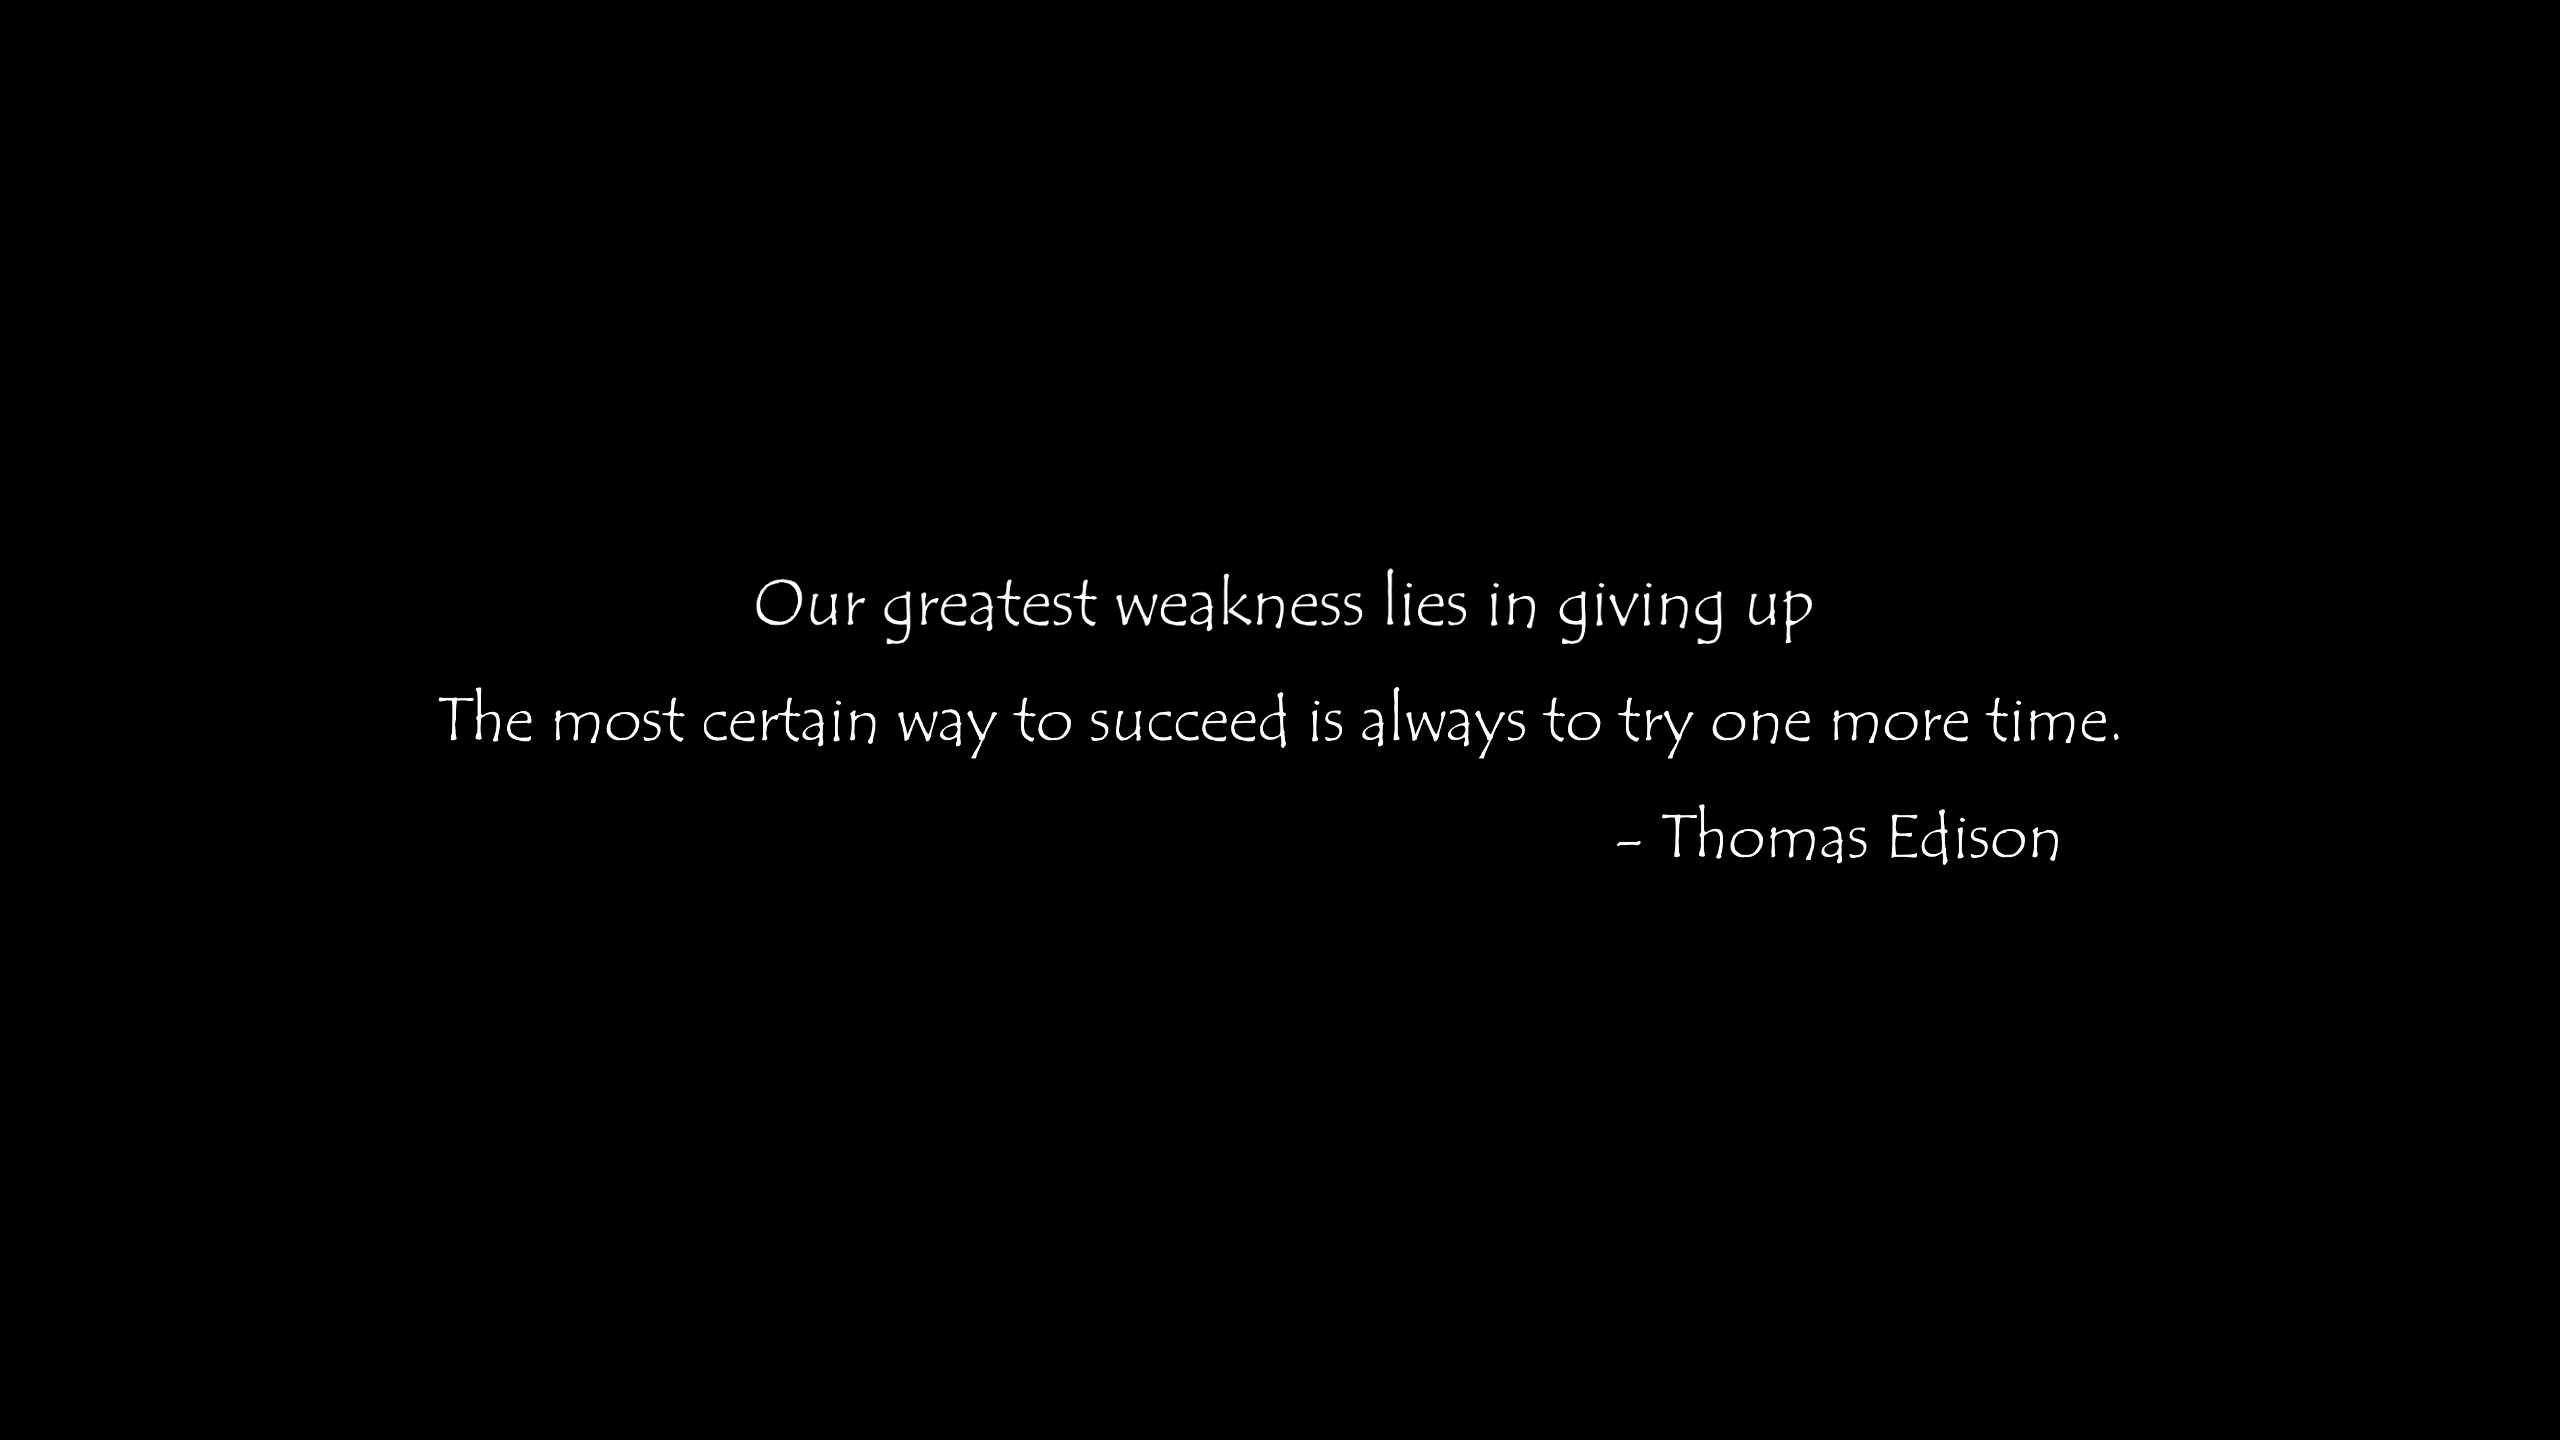 Our greatest weakness lies in giving up
The most certain way to succeed is always to try one more time.
- Thomas Edison